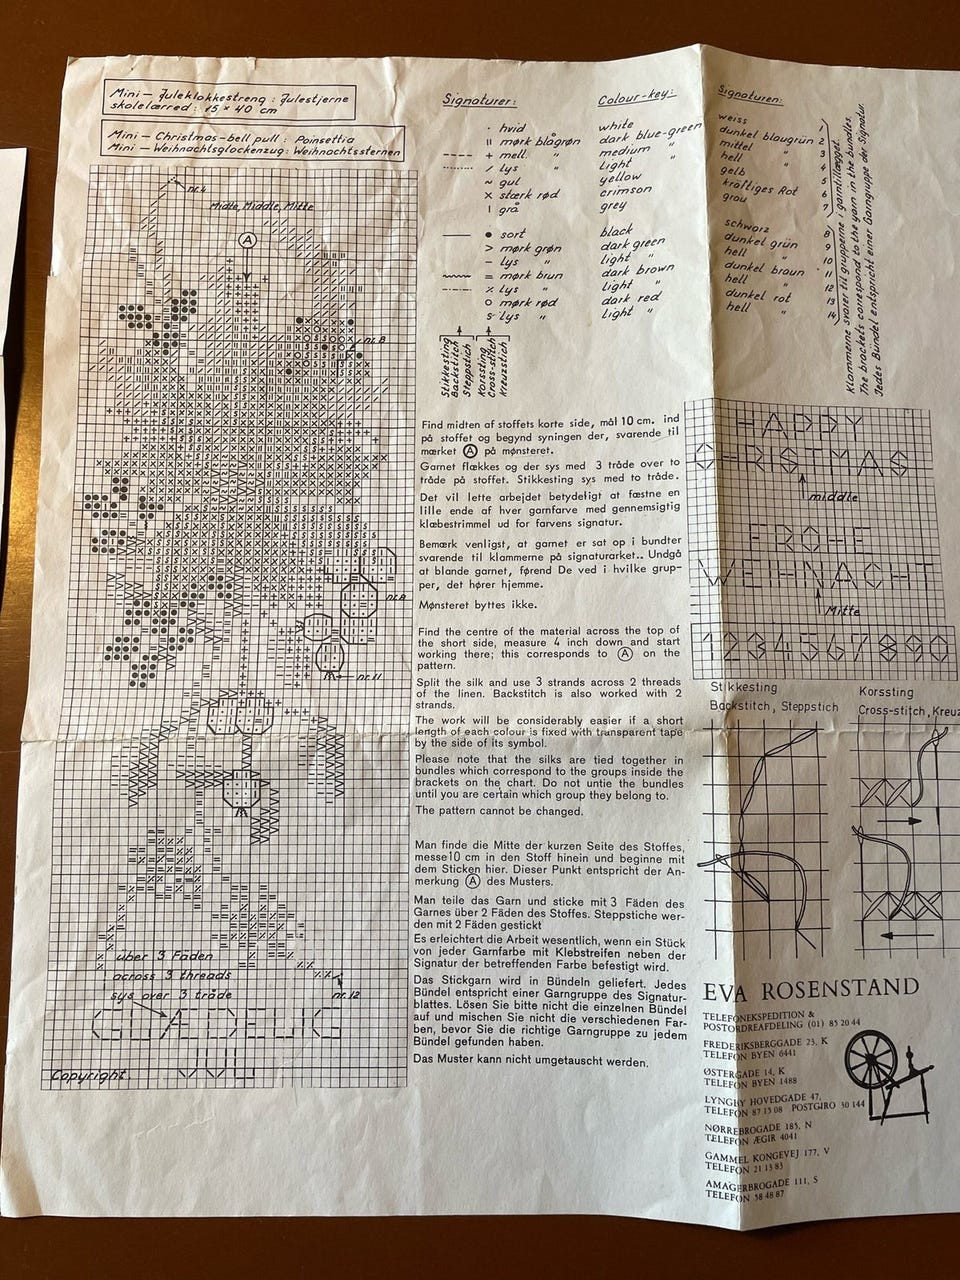 Mini — Juleklokkestreng : Julestjerne
skolelærred : 15 × 40 cm
Mini — Christmas-bell pull : Poinsettia
Mini — Weihnachtsglockenzug : Weihnachtssternen
nr. 4
Midte, Middle, Mitte
A
nr. 8
nr. 8
nr. 11
über 3 Fäden
across 3 threads
sys over 3 tråde
nr. 12
GLÆDELIG
JUL
Copyright
Signaturer: Colour-key: Signaturen:
· hvid white weiss 1
ıı mørk blågrøn dark blue-green dunkel blaugrün 2
+ mell. " medium " mittel " 3
/ lys " light " hell " 4
~ gul yellow gelb 5
x stærk rød crimson kräftiges Rot 6
ı grå grey grau 7
● sort black schwarz 8
> mørk grøn dark green dunkel grün 9
– lys " light " hell " 10
= mørk brun dark brown dunkel braun 11
٪ lys " light " hell " 12
o mørk rød dark red dunkel rot 13
s lys " light " hell " 14
Stikkesting
Backstitch
Steppstich
Korssting
Cross-stitch
Kreuzstich
Klammerne svarer til grupperne i garntillægget.
The brackets correspond to the yarn in the bundles.
Jedes Bündel entspricht einer Garngruppe der Signatur.
Find midten af stoffets korte side, mål 10 cm. ind
på stoffet og begynd syningen der, svarende til
mærket A på mønsteret.
Garnet flækkes og der sys med 3 tråde over to
tråde på stoffet. Stikkesting sys med to tråde.
Det vil lette arbejdet betydeligt at fæstne en
lille ende af hver garnfarve med gennemsigtig
klæbestrimmel ud for farvens signatur.
Bemærk venligst, at garnet er sat op i bundter
svarende til klammerne på signaturarket.. Undgå
at blande garnet, førend De ved i hvilke grup-
per, det hører hjemme.
Mønsteret byttes ikke.
Find the centre of the material across the top of
the short side, measure 4 inch down and start
working there; this corresponds to A on the
pattern.
Split the silk and use 3 strands across 2 threads
of the linen. Backstitch is also worked with 2
strands.
The work will be considerably easier if a short
length of each colour is fixed with transparent tape
by the side of its symbol.
Please note that the silks are tied together in
bundles which correspond to the groups inside the
brackets on the chart. Do not untie the bundles
until you are certain which group they belong to.
The pattern cannot be changed.
Man finde die Mitte der kurzen Seite des Stoffes,
messe 10 cm in den Stoff hinein und beginne mit
dem Sticken hier. Dieser Punkt entspricht der An-
merkung A des Musters.
Man teile das Garn und sticke mit 3 Fäden des
Garnes über 2 Fäden des Stoffes. Steppstiche wer-
den mit 2 Fäden gestickt
Es erleichtert die Arbeit wesentlich, wenn ein Stück
von jeder Garnfarbe mit Klebstreifen neben der
Signatur der betreffenden Farbe befestigt wird.
Das Stickgarn wird in Bündeln geliefert. Jedes
Bündel entspricht einer Garngruppe des Signatur-
blattes. Lösen Sie bitte nicht die einzelnen Bündel
auf und mischen Sie nicht die verschiedenen Far-
ben, bevor Sie die richtige Garngruppe zu jedem
Bündel gefunden haben.
Das Muster kann nicht umgetauscht werden.
HAPPY
CHRISTMAS
middle
FROHE
WEIHNACHT
Mitte
1234567890
Stikkesting
Backstitch, Steppstich
Korssting
Cross-stitch, Kreuz
EVA ROSENSTAND
TELEFONEKSPEDITION &
POSTORDREAFDELING (01) 85 20 44
FREDERIKSBERGGADE 23, K
TELEFON BYEN 6441
ØSTERGADE 14, K
TELEFON BYEN 1488
LYNGBY HOVEDGADE 47,
TELEFON 87 15 08 POSTGIRO 30 144
NØRREBROGADE 185, N
TELEFON ÆGIR 4041
GAMMEL KONGEVEJ 177, V
TELEFON 21 13 83
AMAGERBROGADE 111, S
TELEFON 58 48 87